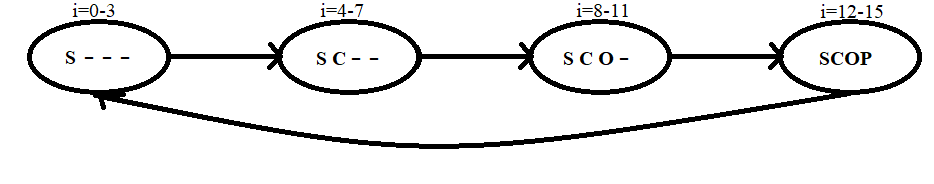 i=0-3 i=4-7 i=8-11 i=12-15
S - - - S C - - S C O - SCOP